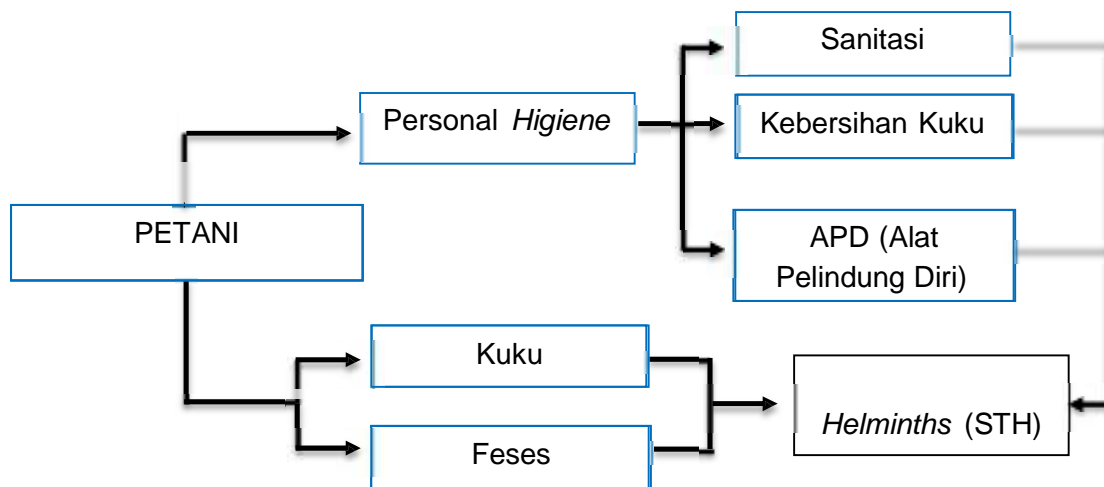 Sanitasi
Personal Higiene
Kebersihan Kuku
PETANI
APD (Alat
Pelindung Diri)
Kuku
Feses
Helminths (STH)